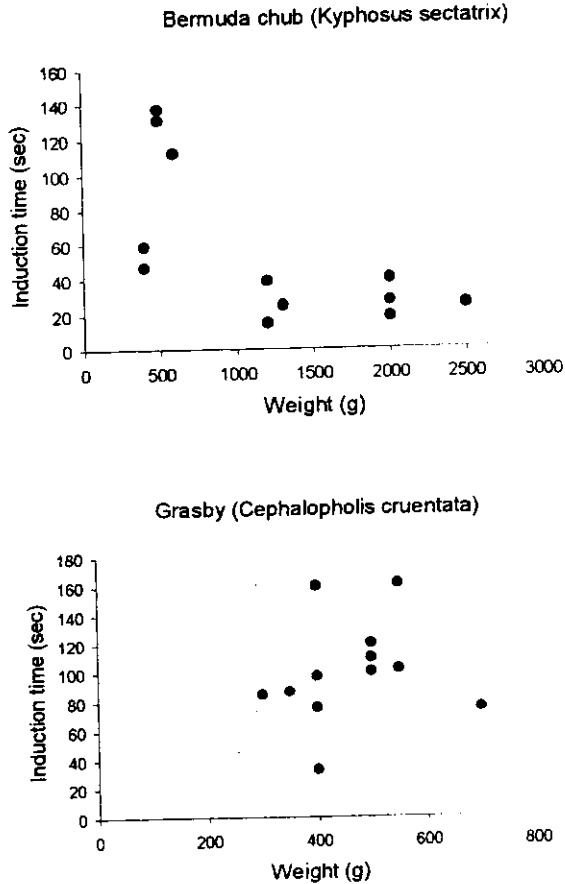 Bermuda chub (Kyphosus sectatrix)
160
140
120
100
80
60
40
20
0
Induction time (sec)
0 500 1000 1500 2000 2500 3000
Weight (g)
Grasby (Cephalopholis cruentata)
180
160
140
120
100
80
60
40
20
0
Induction time (sec)
0 200 400 600 800
Weight (g)